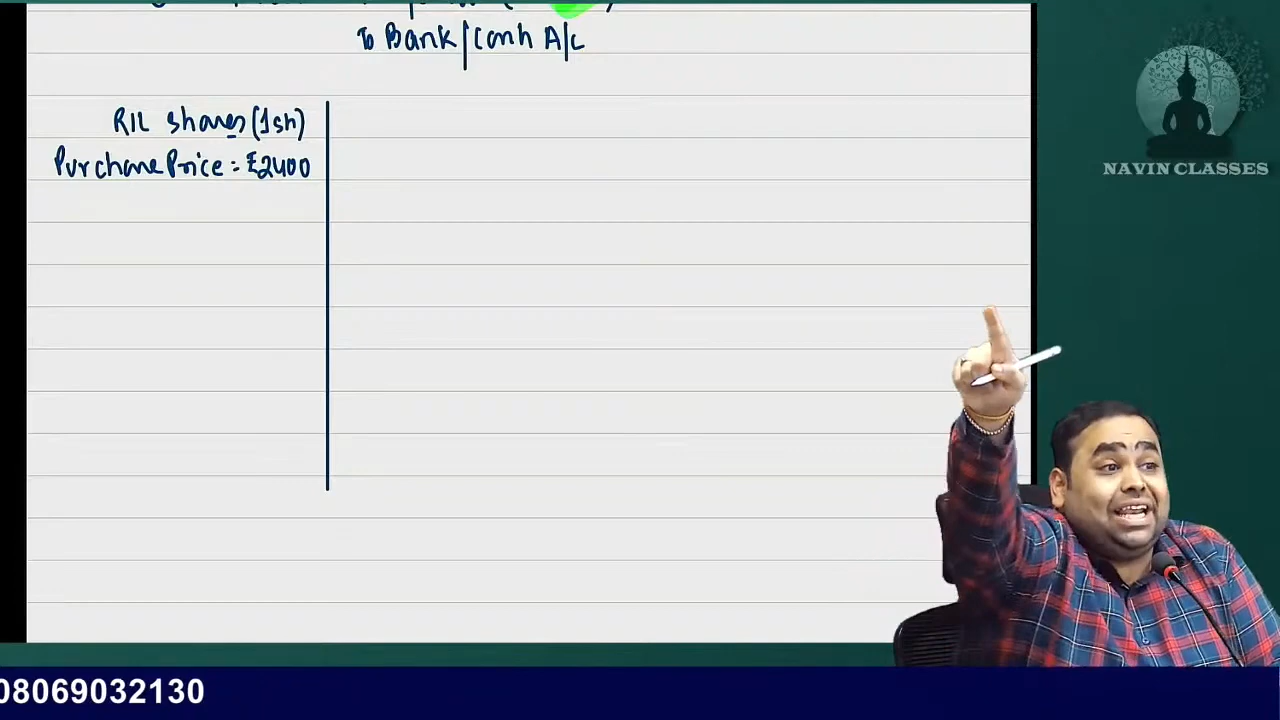 To Bank/Cash A/c
RIL shares (1sh)
Purchase Price = ₹2400
NAVIN CLASSES
08069032130